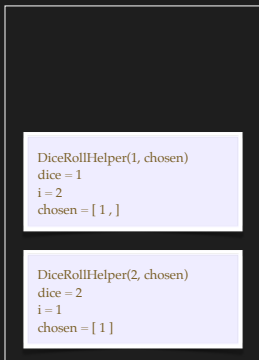 DiceRollHelper(1, chosen)
dice = 1
i = 2
chosen = [ 1 , ]
DiceRollHelper(2, chosen)
dice = 2
i = 1
chosen = [ 1 ]